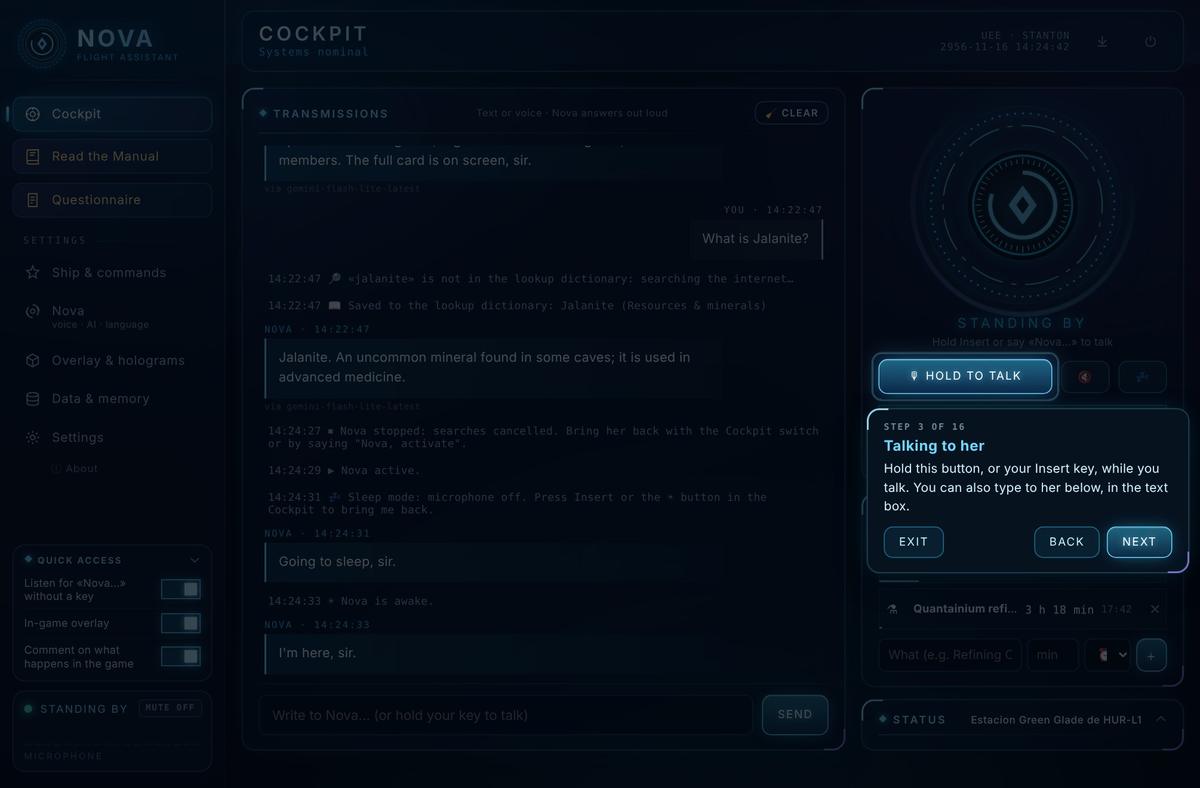 NOVA
FLIGHT ASSISTANT
Cockpit
Read the Manual
Questionnaire
SETTINGS
Ship & commands
Nova
voice · AI · language
Overlay & holograms
Data & memory
Settings
ⓘ About
QUICK ACCESS
Listen for «Nova...»
without a key
In-game overlay
Comment on what
happens in the game
STANDING BY
MUTE OFF
MICROPHONE
COCKPIT
Systems nominal
UEE · STANTON
2956-11-16 14:24:42
TRANSMISSIONS
Text or voice · Nova answers out loud
CLEAR
members. The full card is on screen, sir.
via gemini-flash-lite-latest
YOU · 14:22:47
What is Jalanite?
14:22:47 🔎 «jalanite» is not in the lookup dictionary: searching the internet…
14:22:47 📖 Saved to the lookup dictionary: Jalanite (Resources & minerals)
NOVA · 14:22:47
Jalanite. An uncommon mineral found in some caves; it is used in
advanced medicine.
via gemini-flash-lite-latest
14:24:27 ■ Nova stopped: searches cancelled. Bring her back with the Cockpit switch
or by saying "Nova, activate".
14:24:29 ▶ Nova active.
14:24:31 💤 Sleep mode: microphone off. Press Insert or the ☀ button in the
Cockpit to bring me back.
NOVA · 14:24:31
Going to sleep, sir.
14:24:33 ☀ Nova is awake.
NOVA · 14:24:33
I'm here, sir.
Write to Nova... (or hold your key to talk)
SEND
STANDING BY
Hold Insert or say «Nova...» to talk
🎙 HOLD TO TALK
STEP 3 OF 16
Talking to her
Hold this button, or your Insert key, while you
talk. You can also type to her below, in the text
box.
EXIT
BACK
NEXT
Quantainium refi... 3 h 18 min 17:42 ✕
What (e.g. Refining C
min
+
STATUS
Estacion Green Glade de HUR-L1